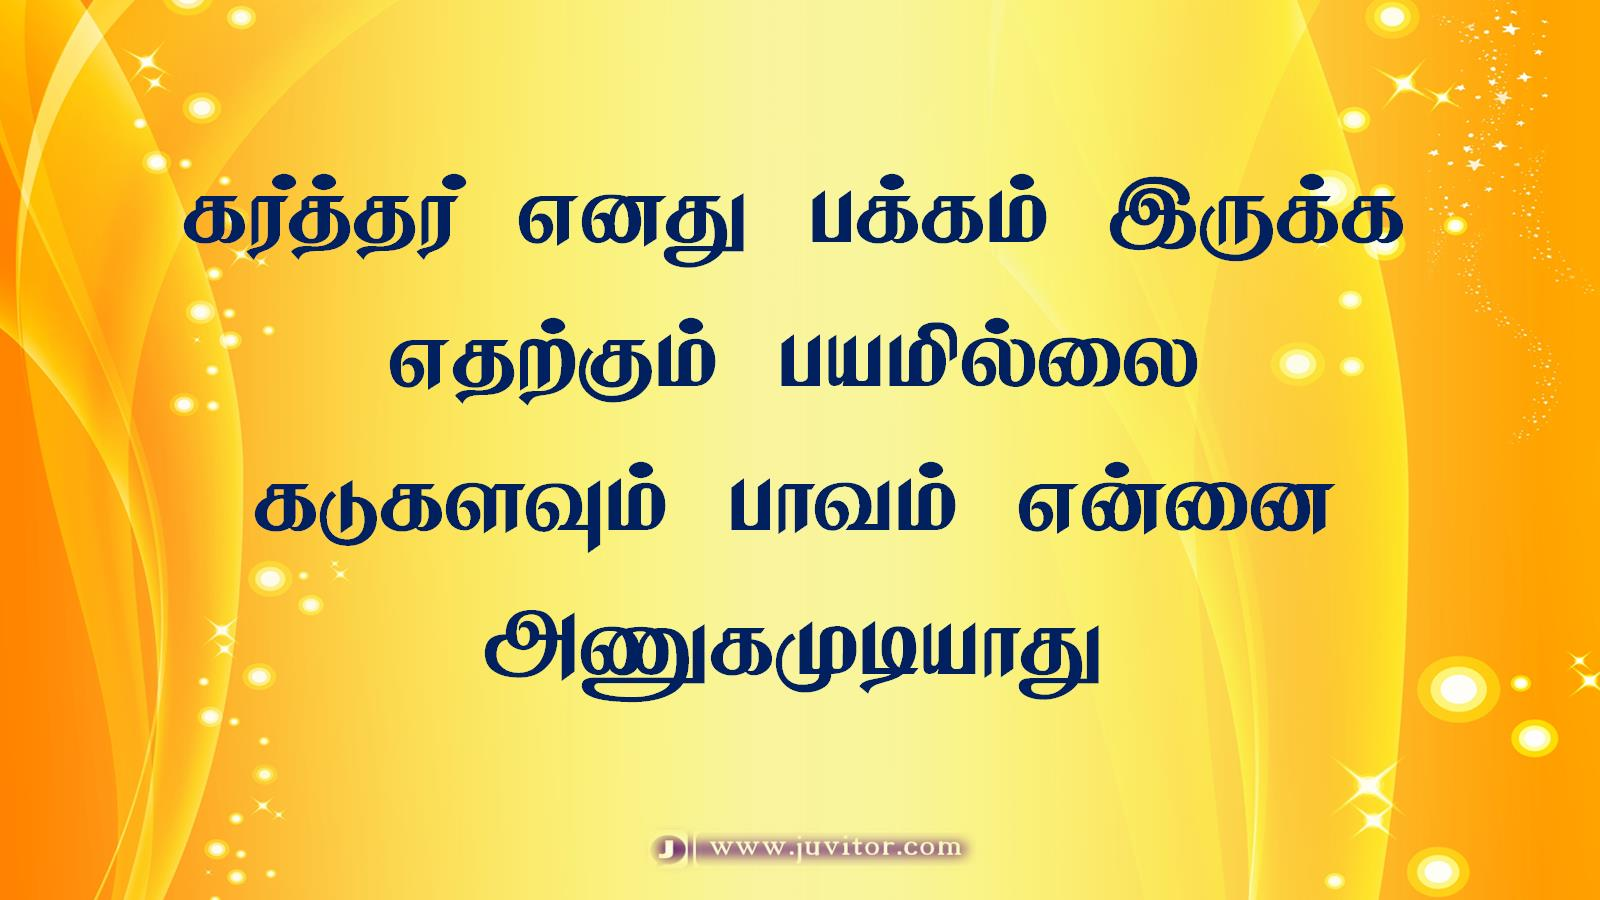 கர்த்தர் எனது பக்கம் இருக்க
எதற்கும் பயமில்லை
கடுகளவும் பாவம் என்னை
அணுகமுடியாது
J www.juvitor.com